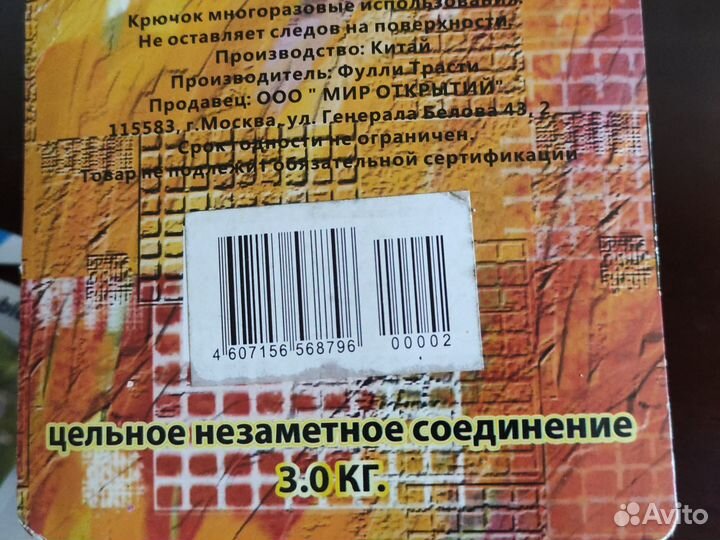 Крючок многоразовые использования.
Не оставляет следов на поверхности.
Производство: Китай
Производитель: Фулли Трасти
Продавец: ООО " МИР ОТКРЫТИЙ"
115583, г.Москва, ул. Генерала Белова 43, 2
Срок годности не ограничен.
Товар не подлежит обязательной сертификации
4 607156 568796
00002
цельное незаметное соединение
3.0 КГ.
Avito